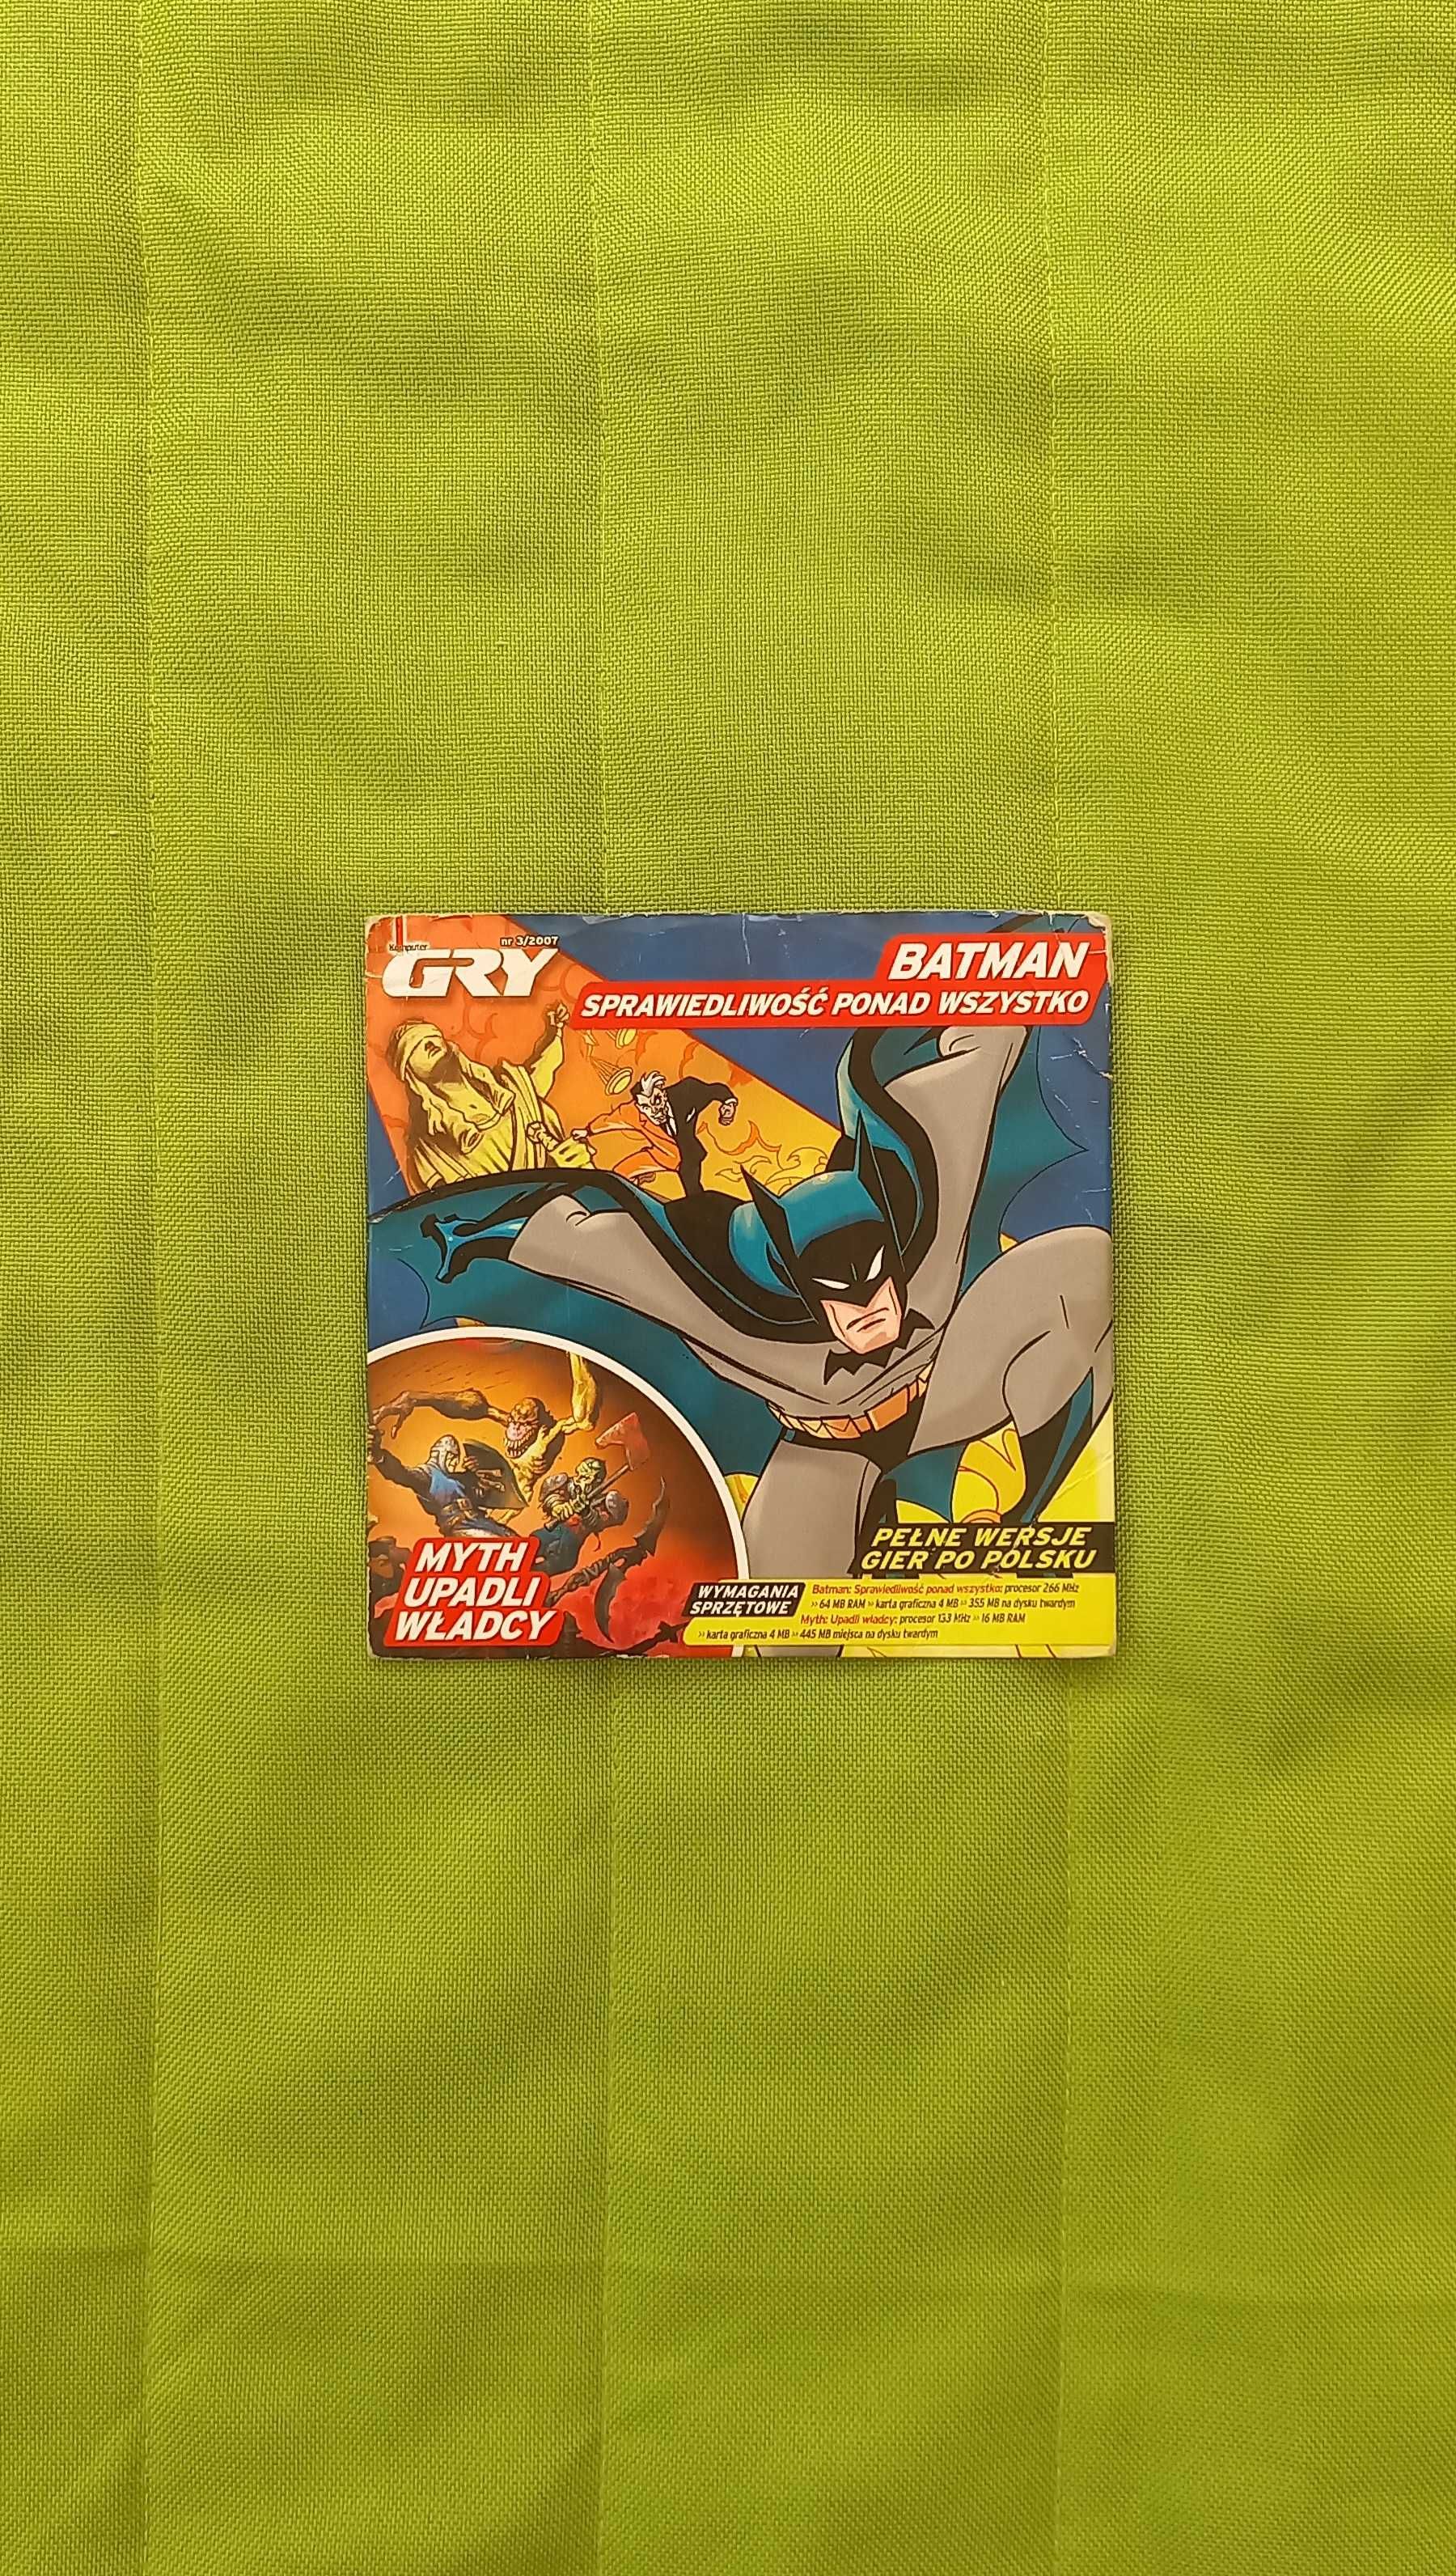 Komputer
nr 3/2007
GRY
BATMAN
SPRAWIEDLIWOŚĆ PONAD WSZYSTKO
MYTH
UPADLI
WŁADCY
PEŁNE WERSJE
GIER PO POLSKU
WYMAGANIA
SPRZĘTOWE
Batman: Sprawiedliwość ponad wszystko: procesor 266 MHz
»64 MB RAM » karta graficzna 4 MB » 355 MB na dysku twardym
Myth: Upadli władcy: procesor 133 MHz » 16 MB RAM
» karta graficzna 4 MB » 445 MB miejsca na dysku twardym